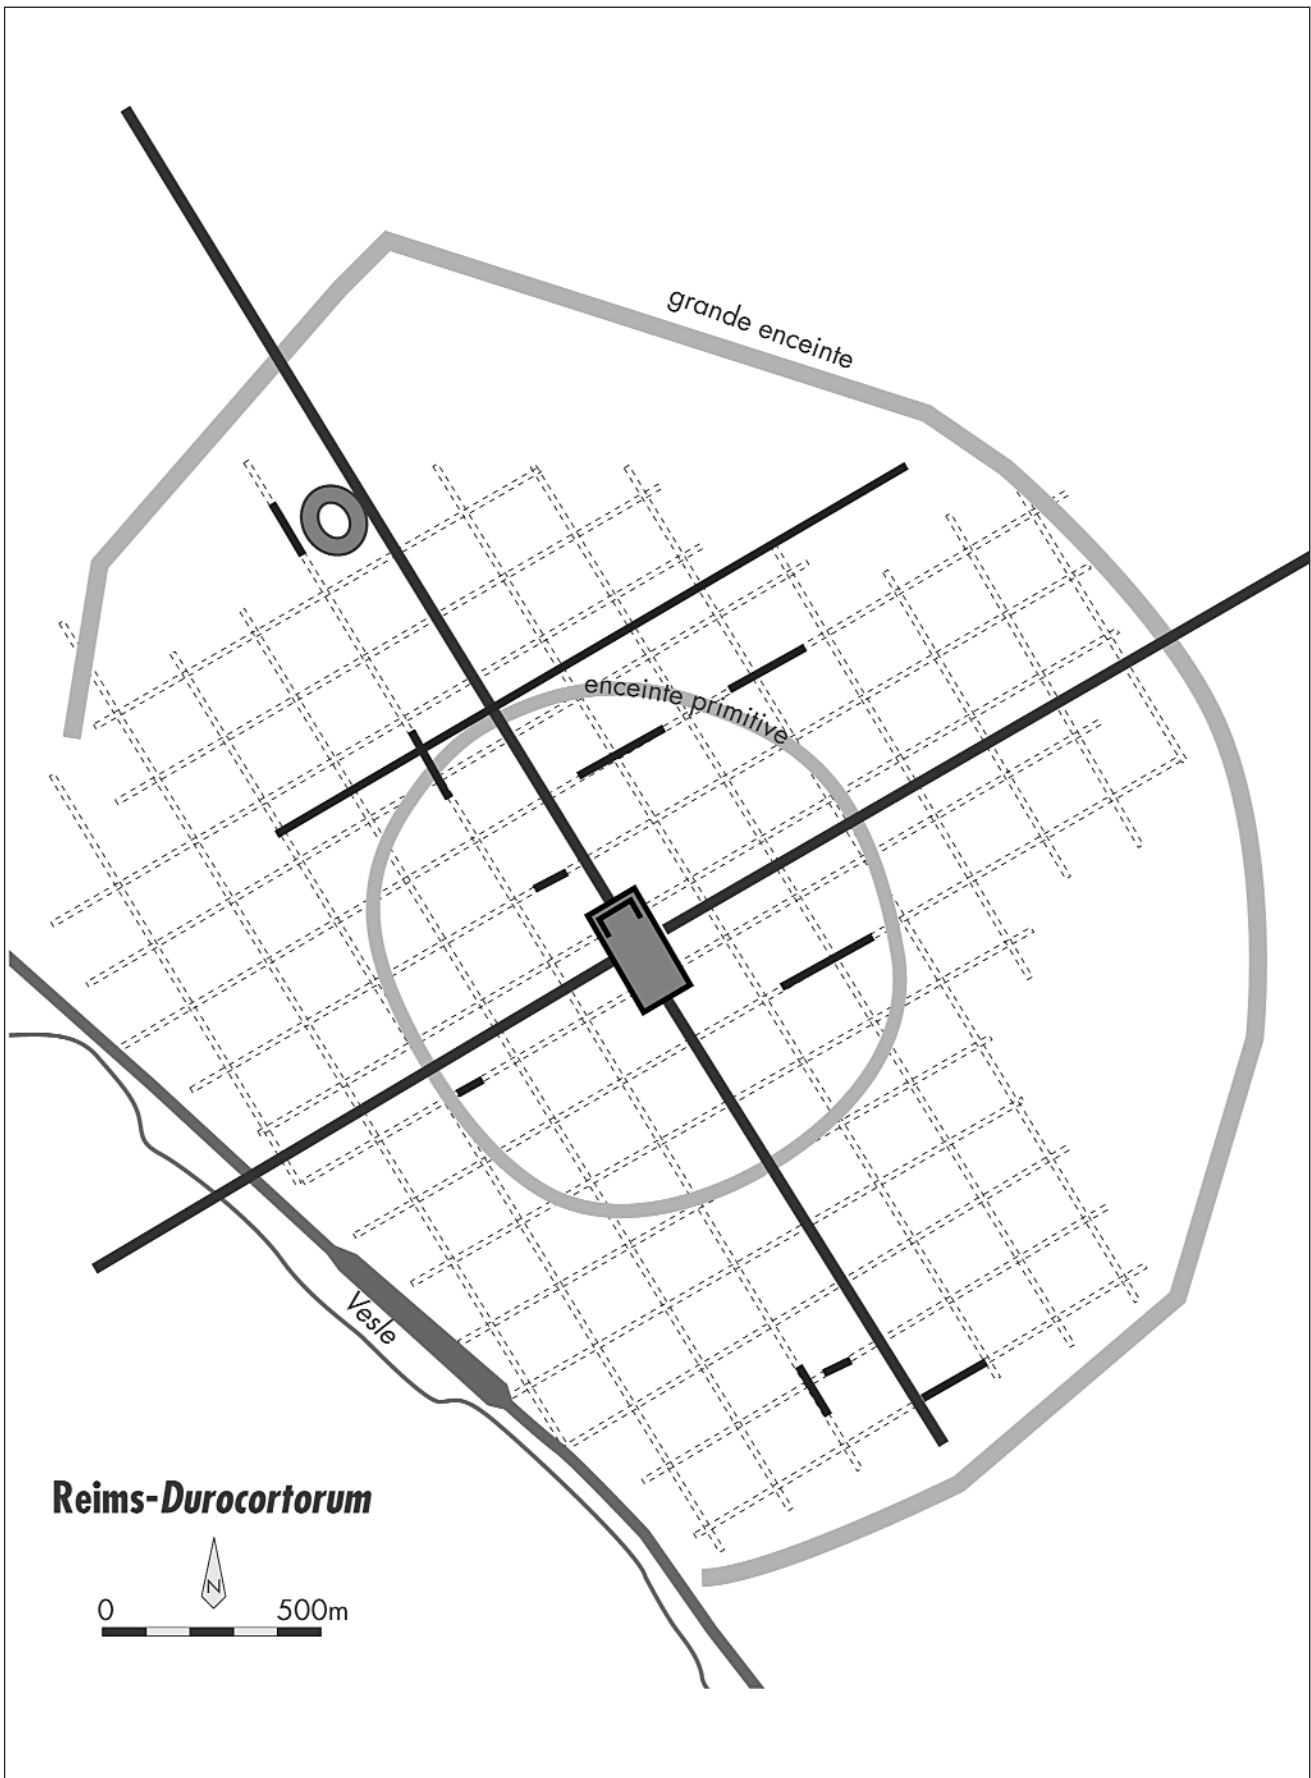 grande enceinte
enceinte primitive
Vesle
Reims-Durocortorum
N
0 500m